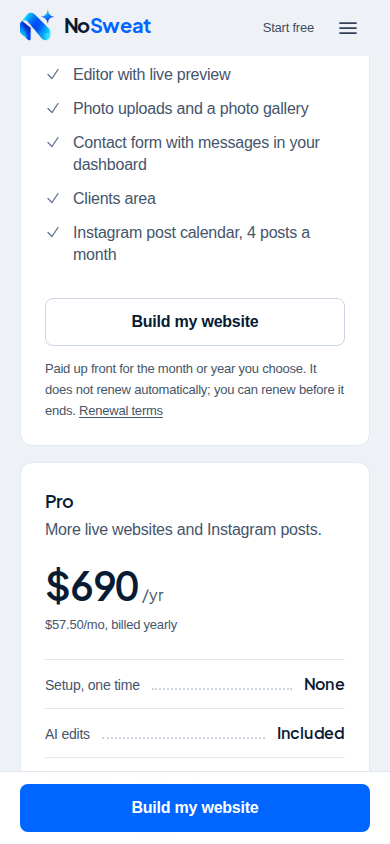 NoSweat
Start free
Editor with live preview
Photo uploads and a photo gallery
Contact form with messages in your
dashboard
Clients area
Instagram post calendar, 4 posts a
month
Build my website
Paid up front for the month or year you choose. It
does not renew automatically; you can renew before it
ends. Renewal terms
Pro
More live websites and Instagram posts.
$690 /yr
$57.50/mo, billed yearly
Setup, one time None
AI edits Included
Build my website